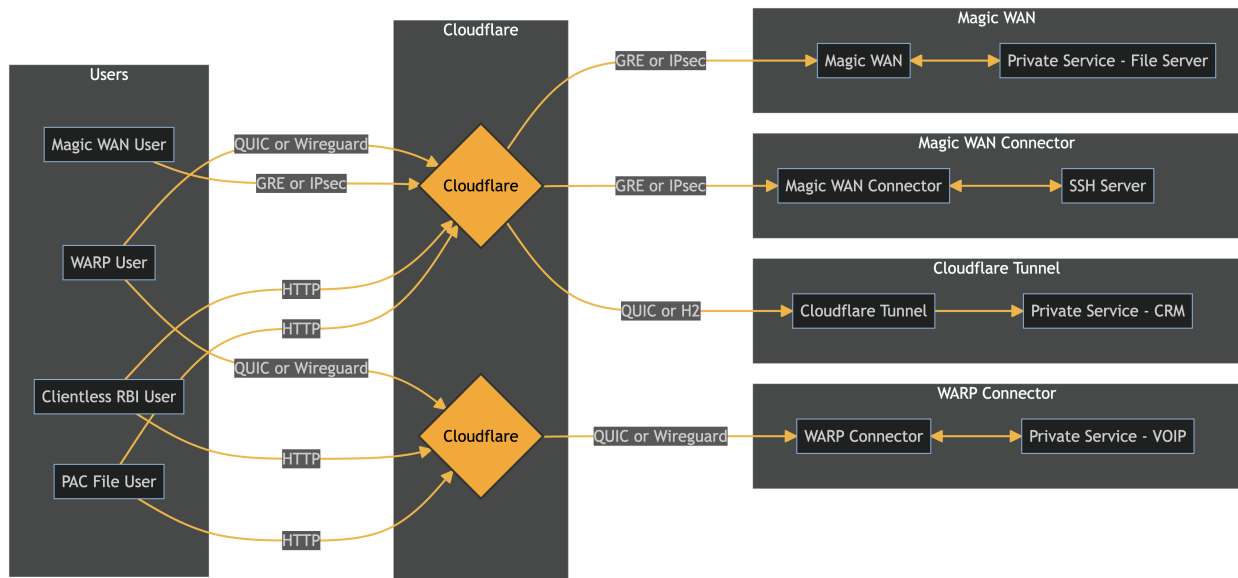 Users
Magic WAN User
WARP User
Clientless RBI User
PAC File User
QUIC or Wireguard
GRE or IPsec
HTTP
HTTP
QUIC or Wireguard
HTTP
HTTP
Cloudflare
Cloudflare
Cloudflare
GRE or IPsec
GRE or IPsec
QUIC or H2
QUIC or Wireguard
Magic WAN
Magic WAN
Private Service - File Server
Magic WAN Connector
Magic WAN Connector
SSH Server
Cloudflare Tunnel
Cloudflare Tunnel
Private Service - CRM
WARP Connector
WARP Connector
Private Service - VOIP